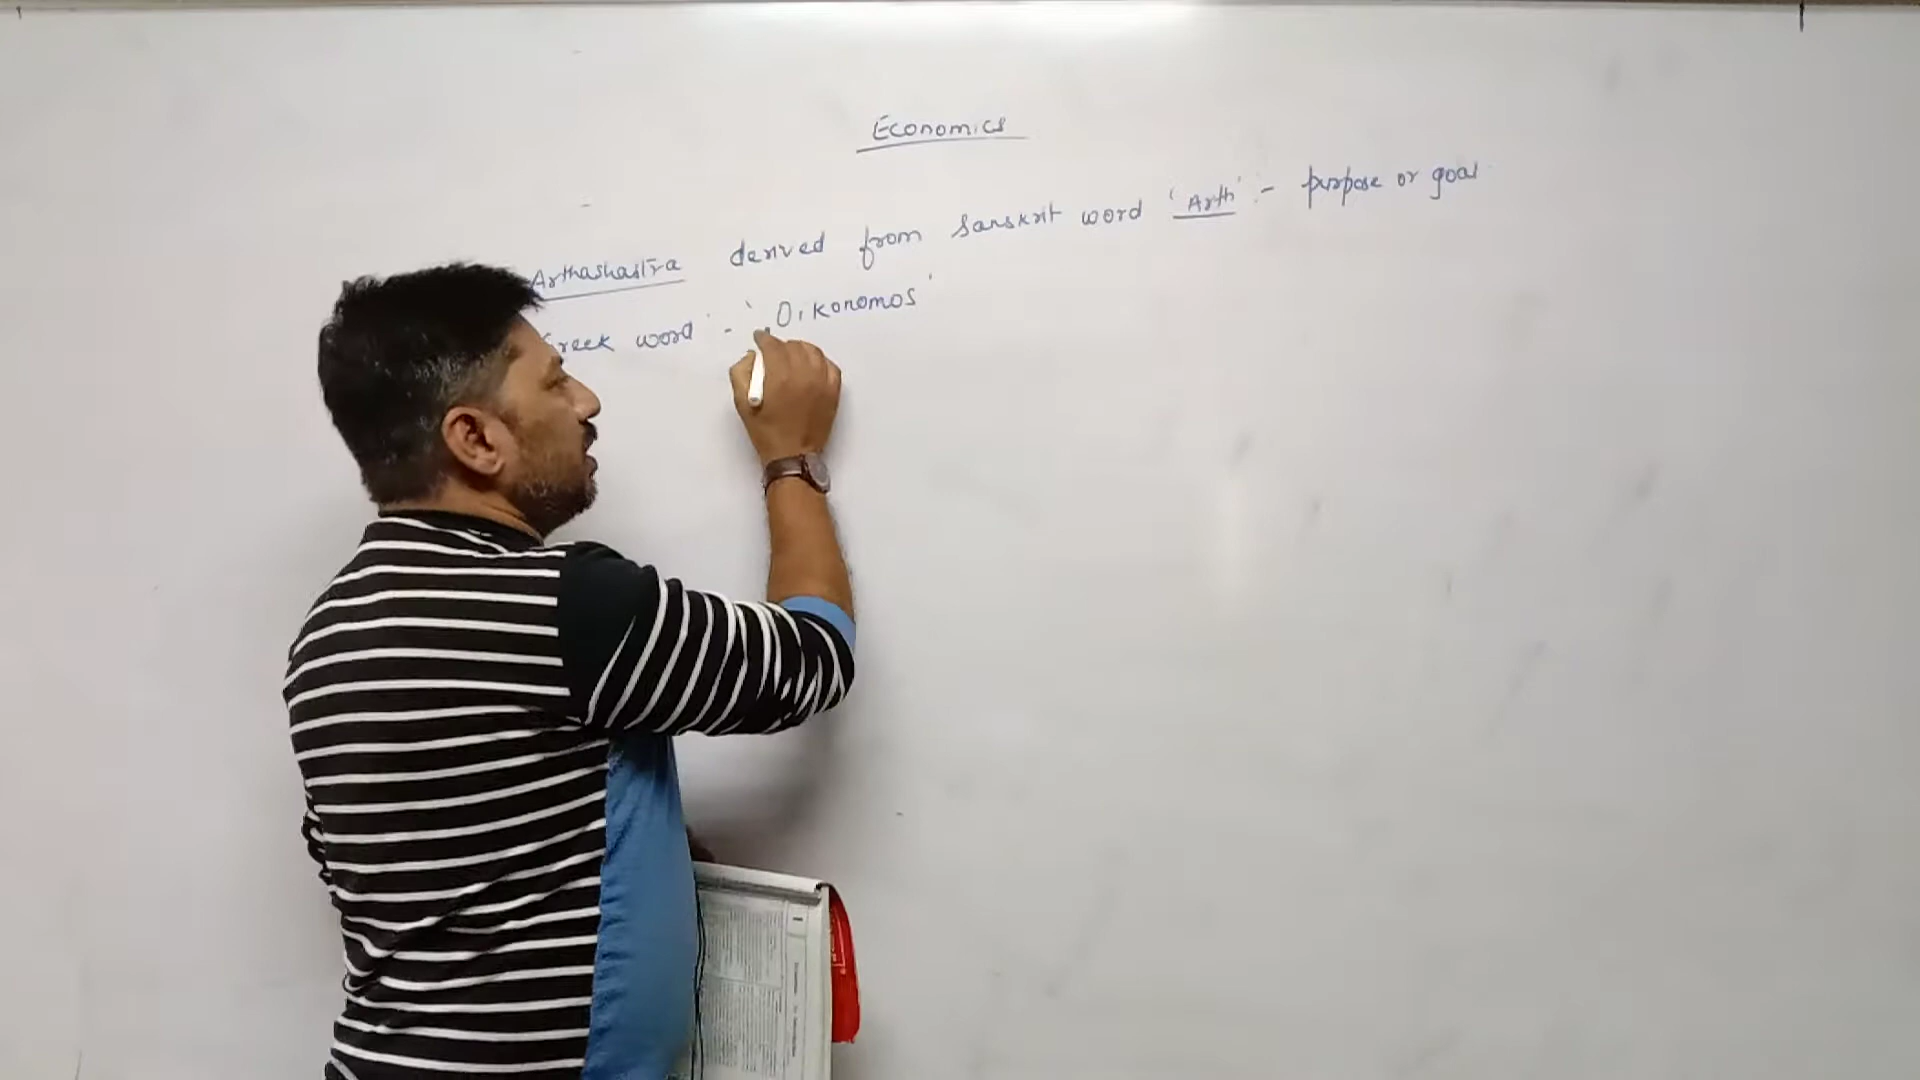 Economics
Arthashastra derived from Sanskrit word 'Arth' :- purpose or goal
Greek word - 'Oikonomos'